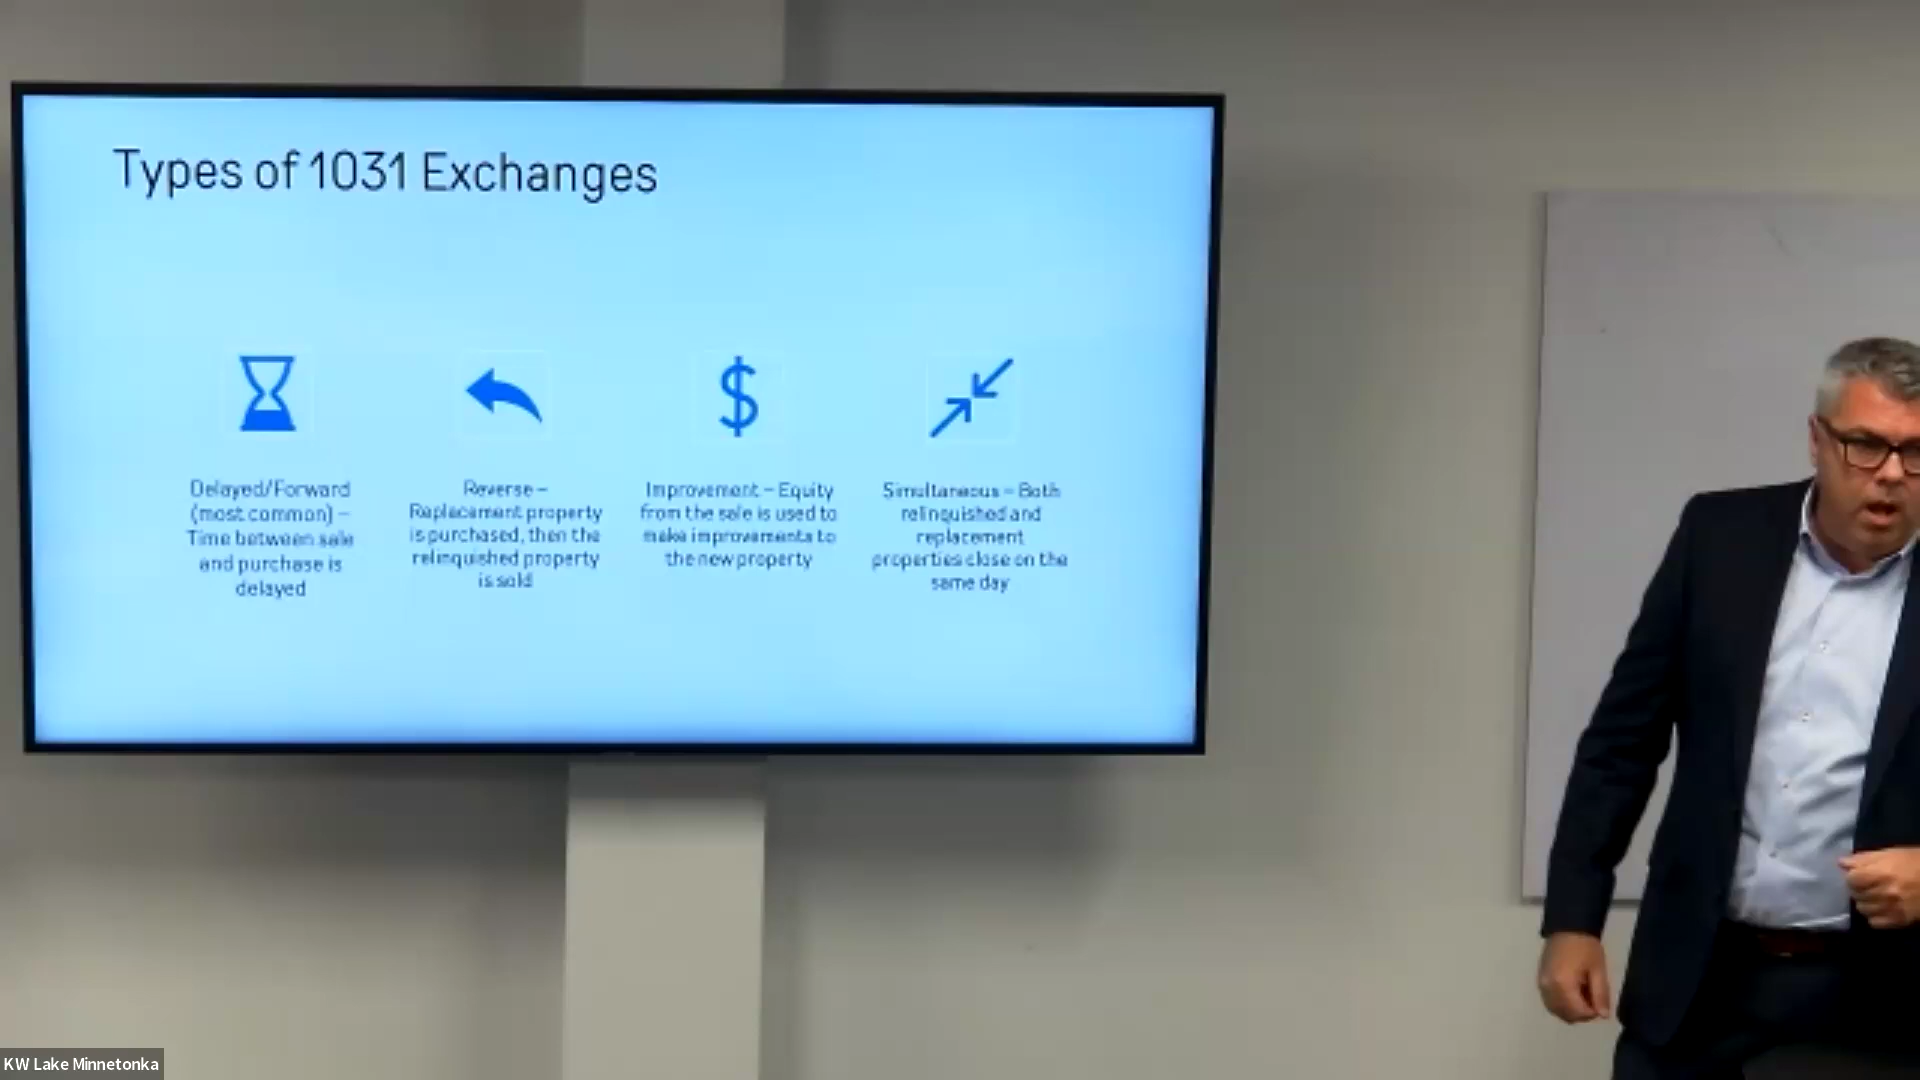 Types of 1031 Exchanges
Delayed/Forward
(most common) –
Time between sale
and purchase is
delayed
Reverse –
Replacement property
is purchased, then the
relinquished property
is sold
Improvement – Equity
from the sale is used to
make improvements to
the new property
Simultaneous – Both
relinquished and
replacement
properties close on the
same day
KW Lake Minnetonka